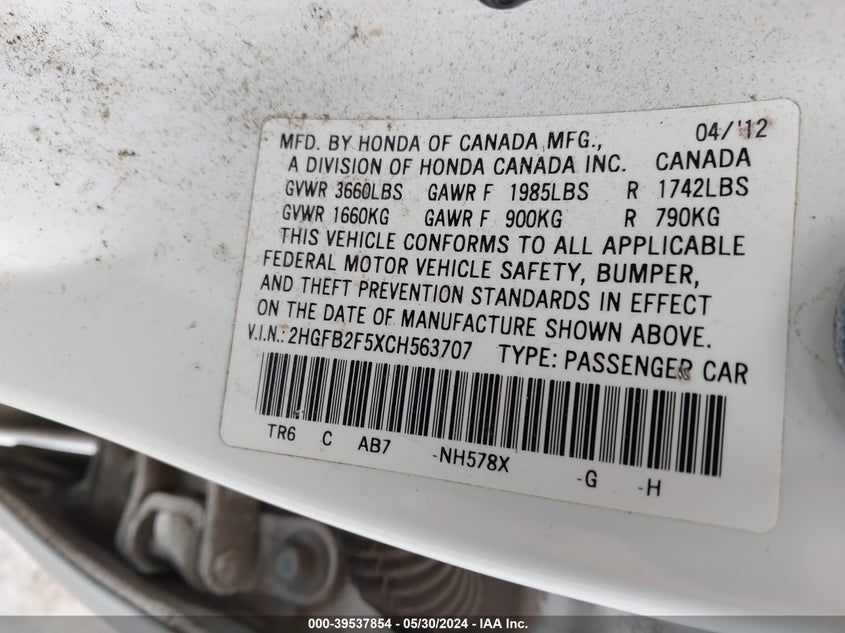 04/'12
MFD. BY HONDA OF CANADA MFG.,
A DIVISION OF HONDA CANADA INC. CANADA
GVWR 3660LBS GAWR F 1985LBS R 1742LBS
GVWR 1660KG GAWR F 900KG R 790KG
THIS VEHICLE CONFORMS TO ALL APPLICABLE
FEDERAL MOTOR VEHICLE SAFETY, BUMPER,
AND THEFT PREVENTION STANDARDS IN EFFECT
ON THE DATE OF MANUFACTURE SHOWN ABOVE.
V.I.N.: 2HGFB2F5XCH563707 TYPE: PASSENGER CAR
TR6 C AB7 -NH578X -G -H
000-39537854 - 05/30/2024 - IAA Inc.